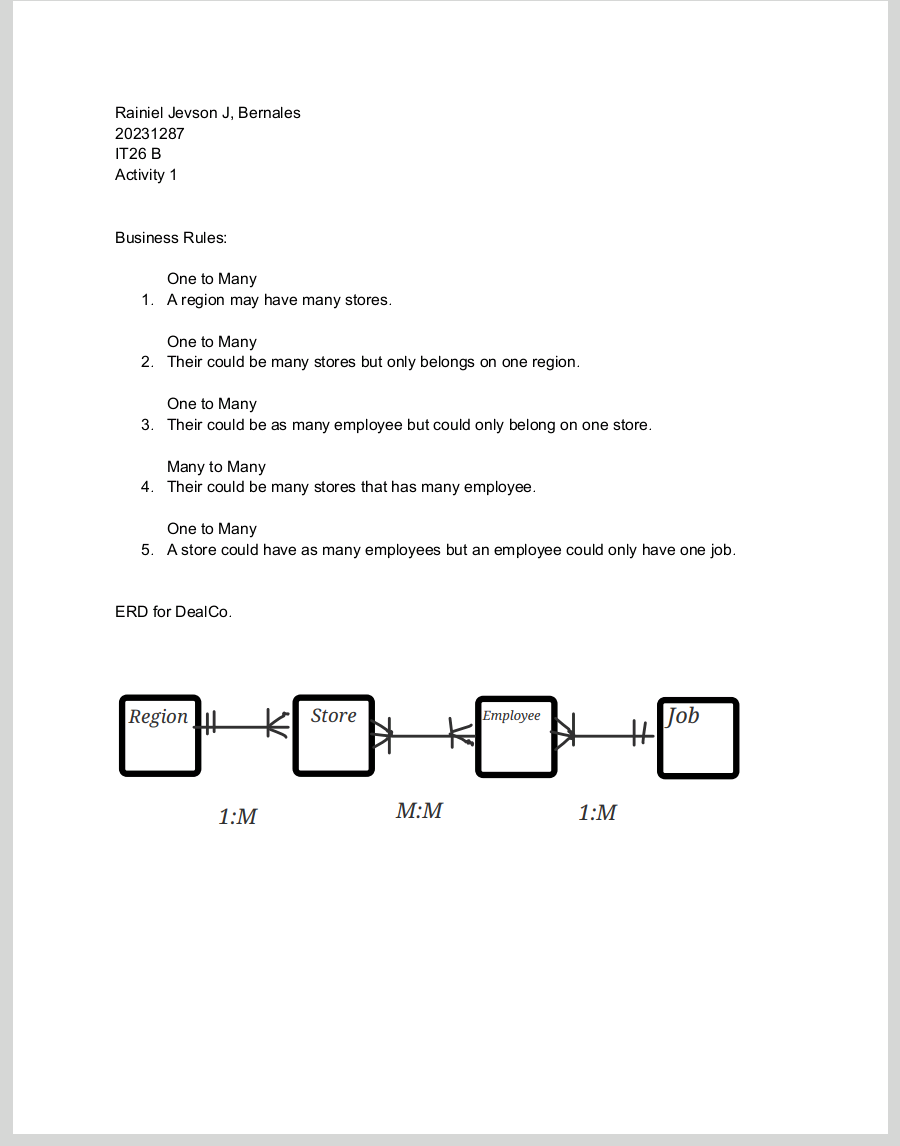 Rainiel Jevson J, Bernales
20231287
IT26 B
Activity 1
Business Rules:
One to Many
1. A region may have many stores.
One to Many
2. Their could be many stores but only belongs on one region.
One to Many
3. Their could be as many employee but could only belong on one store.
Many to Many
4. Their could be many stores that has many employee.
One to Many
5. A store could have as many employees but an employee could only have one job.
ERD for DealCo.
Region Store Employee Job
1:M M:M 1:M